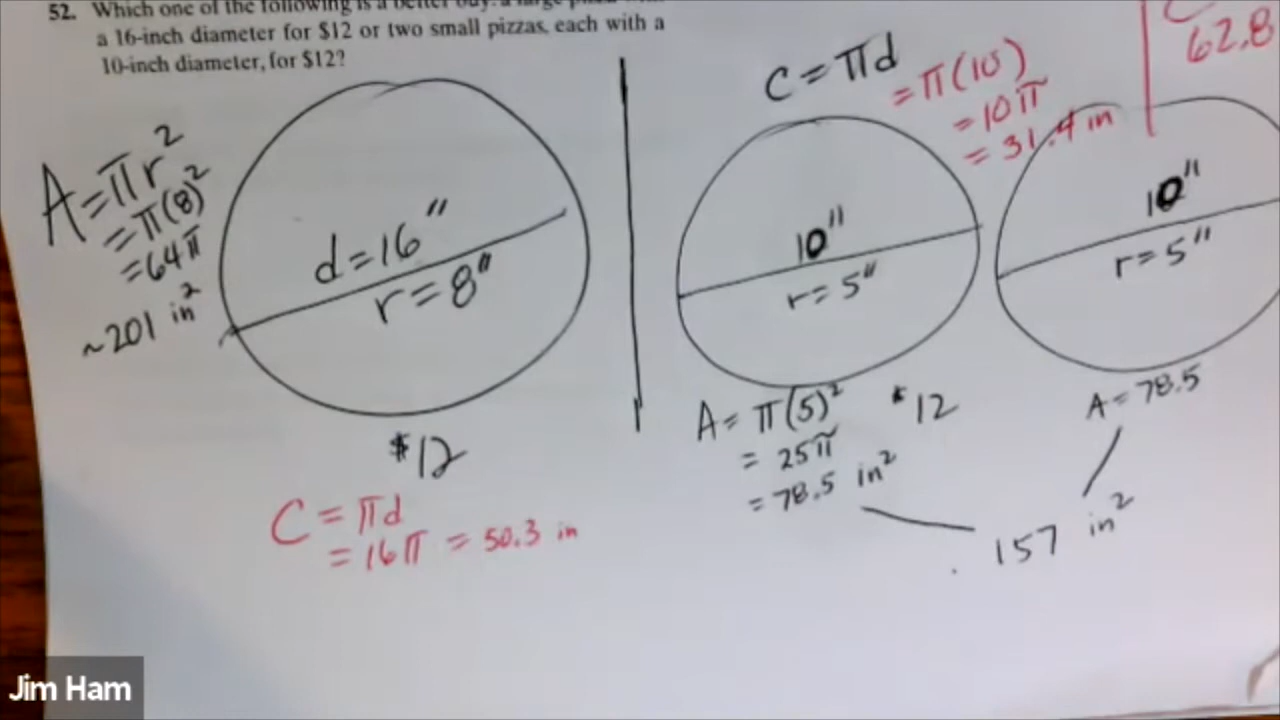 52. Which one of the following is a better buy: a large pizza with
a 16-inch diameter for $12 or two small pizzas, each with a
10-inch diameter, for $12?
A = πr²
= π(8)²
= 64π
~201 in²
d = 16"
r = 8"
$12
C = πd
= 16π = 50.3 in
C = πd
= π(10)
= 10π
= 31.4 in
62.8
10"
r = 5"
10"
r = 5"
A = π(5)²
= 25π
= 78.5 in²
$12
A = 78.5
157 in²
Jim Ham